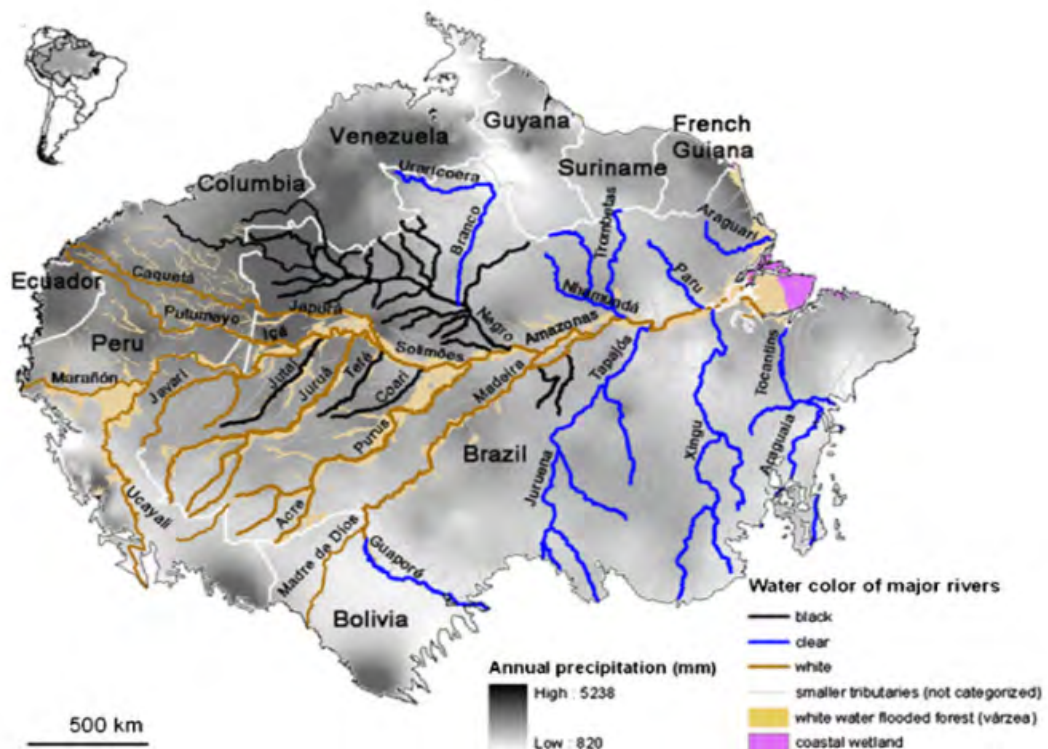 Venezuela
Guyana
French
Guiana
Suriname
Columbia
Uraricoera
Branco
Trombetas
Araguari
Ecuador
Caquetá
Putumayo
Japurá
Içá
Negro
Nhamundá
Paru
Amazonas
Peru
Marañón
Javarí
Jutaí
Juruá
Tefé
Solimões
Coari
Madeira
Tapajós
Tocantins
Purus
Brazil
Xingu
Araguaia
Juruena
Ucayali
Acre
Madre de Dios
Guaporé
Bolivia
Water color of major rivers
black
clear
white
smaller tributaries (not categorized)
white water flooded forest (várzea)
coastal wetland
Annual precipitation (mm)
High : 5238
Low : 820
500 km